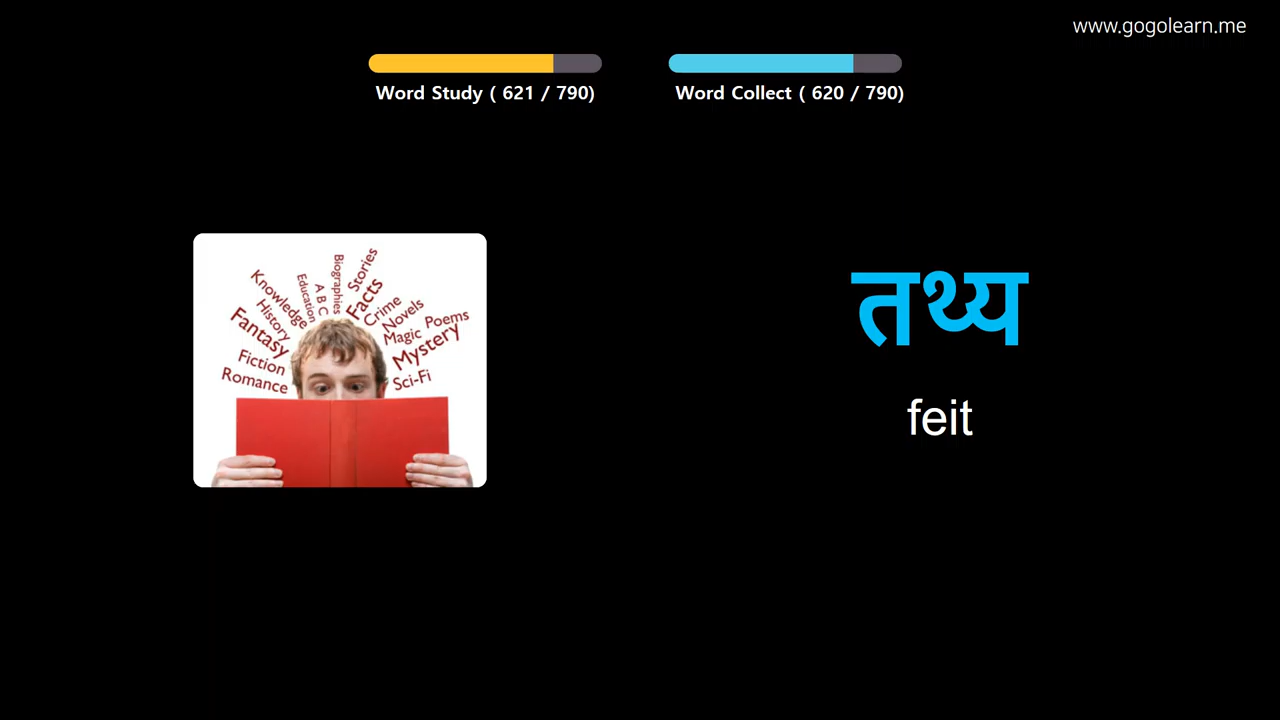 www.gogolearn.me
Word Study ( 621 / 790)
Word Collect ( 620 / 790)
Knowledge
History
Fantasy
Fiction
Romance
Education
A B C
Biographies
Stories
Facts
Crime
Novels
Magic
Poems
Mystery
Sci-Fi
तथ्य
feit